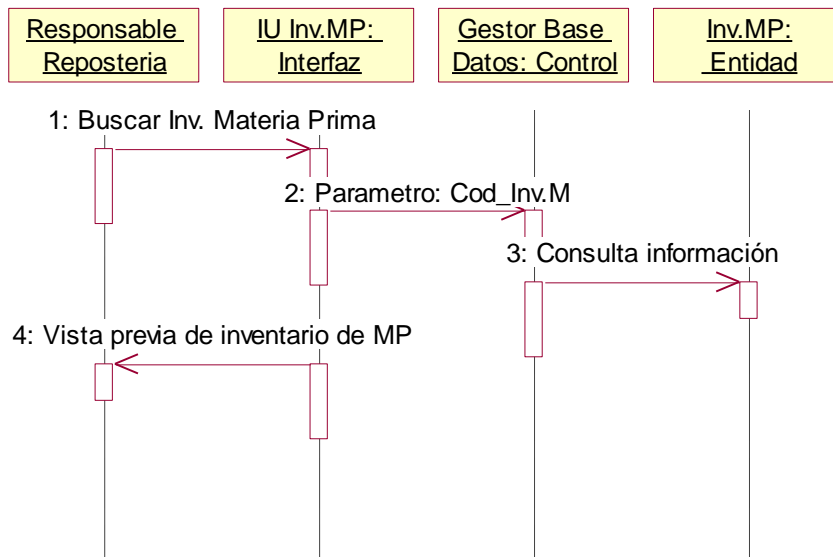 Responsable
Reposteria
IU Inv.MP:
Interfaz
Gestor Base
Datos: Control
Inv.MP:
Entidad
1: Buscar Inv. Materia Prima
2: Parametro: Cod_Inv.M
3: Consulta información
4: Vista previa de inventario de MP